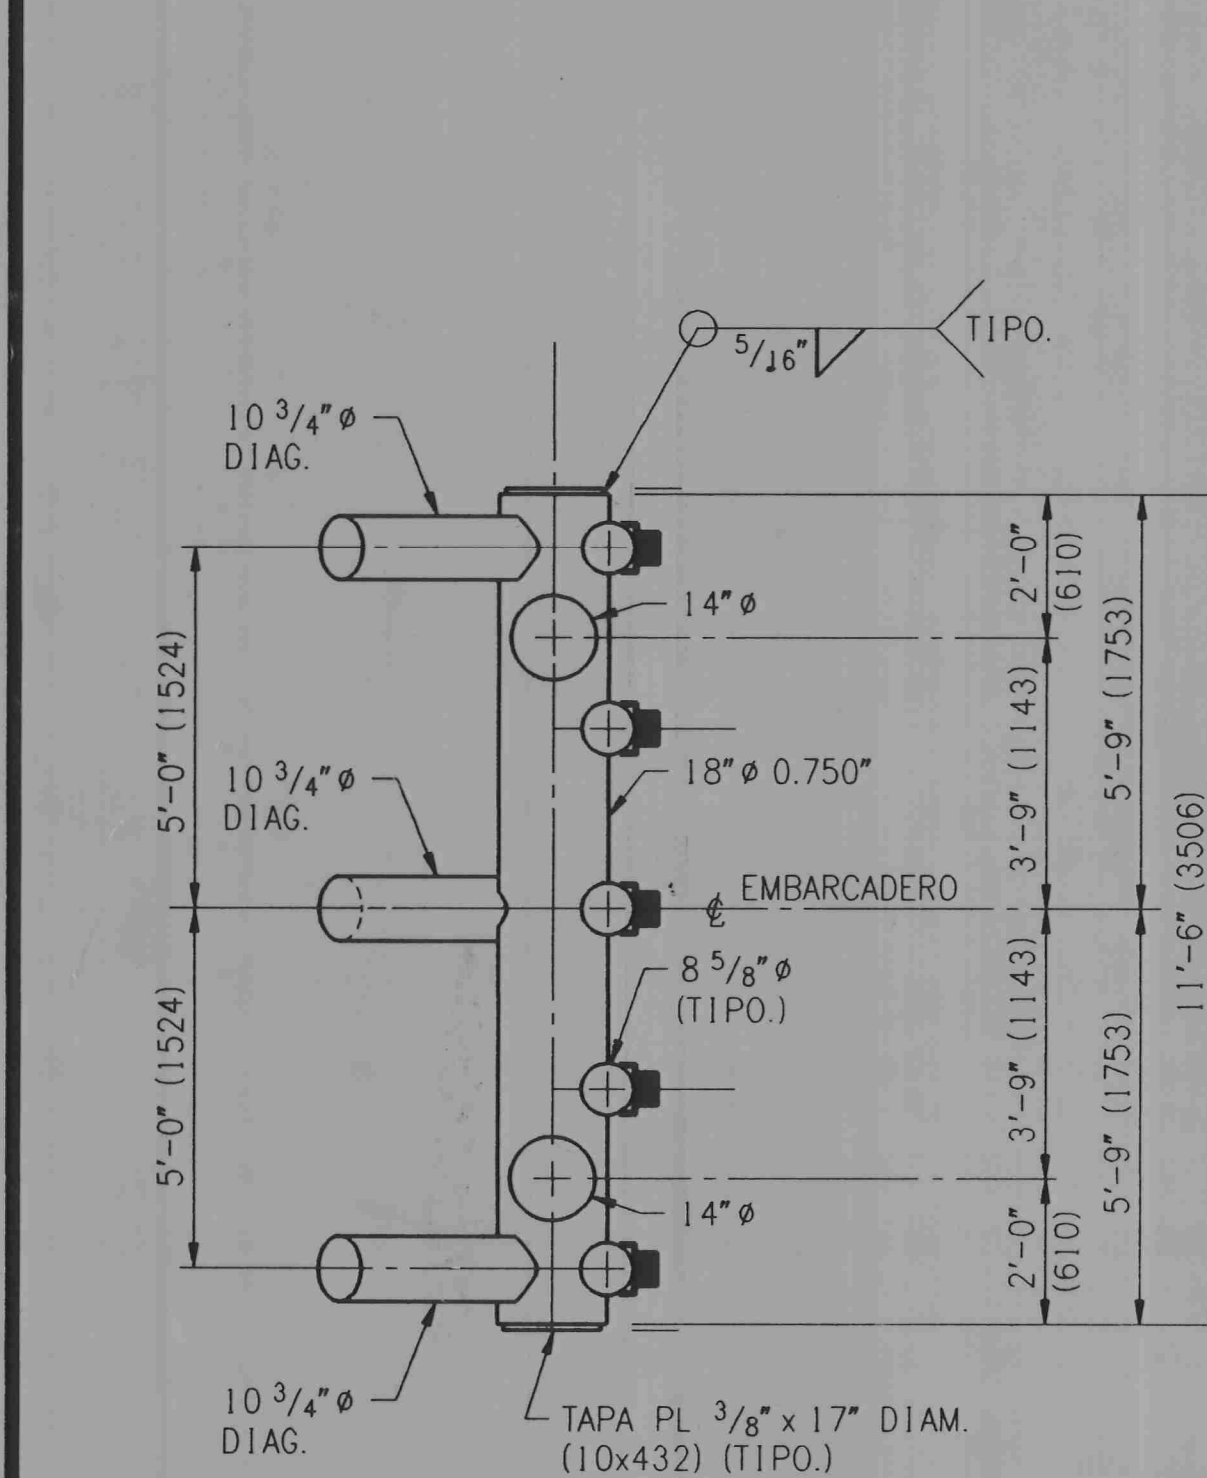 5/16" TIPO.
10 3/4" ø
DIAG.
2'-0"
(610)
14" ø
5'-0" (1524)
3'-9" (1143)
5'-9" (1753)
10 3/4" ø
DIAG.
18" ø 0.750"
11'-6" (3506)
℄ EMBARCADERO
8 5/8" ø
(TIPO.)
5'-0" (1524)
3'-9" (1143)
5'-9" (1753)
14" ø
2'-0"
(610)
10 3/4" ø
DIAG.
TAPA PL 3/8" x 17" DIAM.
(10x432) (TIPO.)